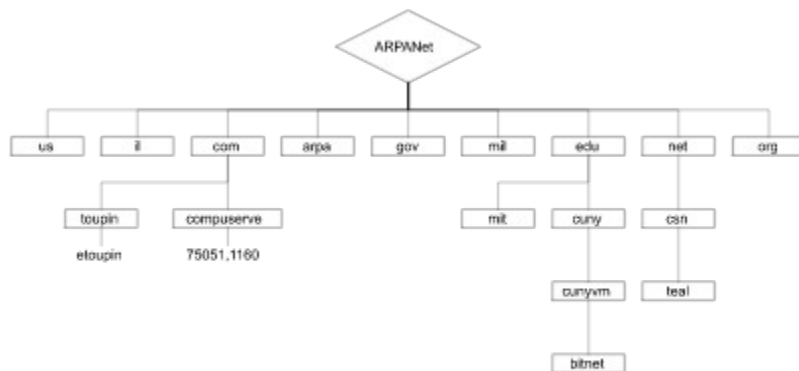 ARPANet
us il com arpa gov mil edu net org
toupin compuserve mit cuny csn
etoupin 75051,1160
cunyvm teal
bitnet